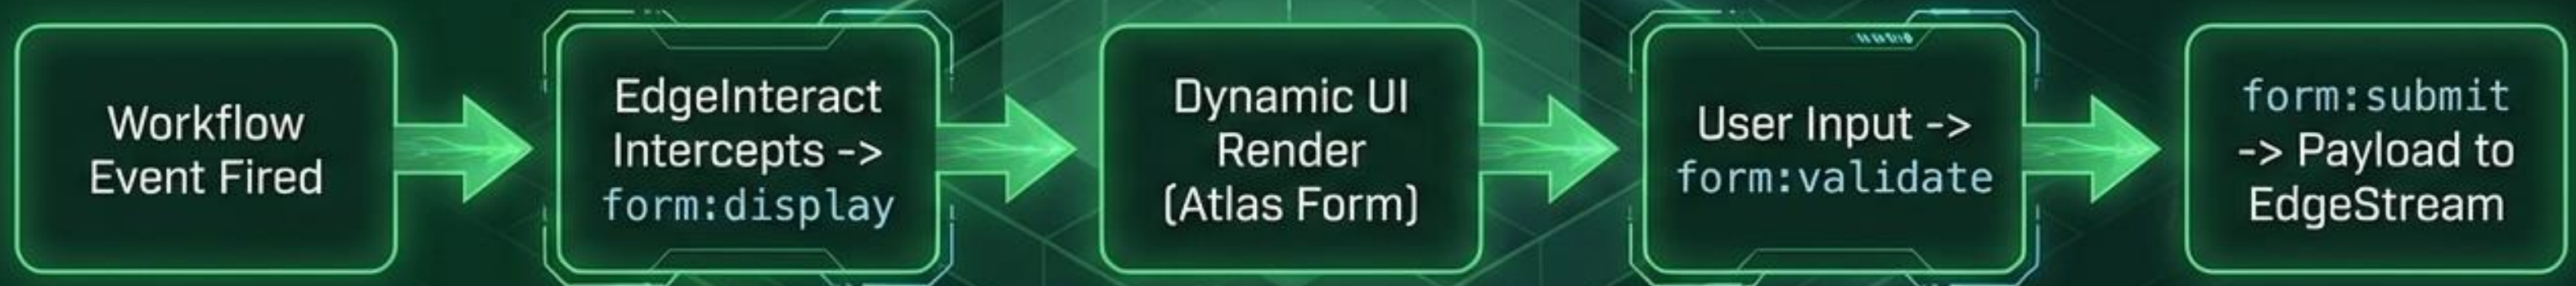 Workflow
Event Fired
EdgeInteract
Intercepts ->
form:display
Dynamic UI
Render
(Atlas Form)
User Input ->
form:validate
form:submit
-> Payload to
EdgeStream